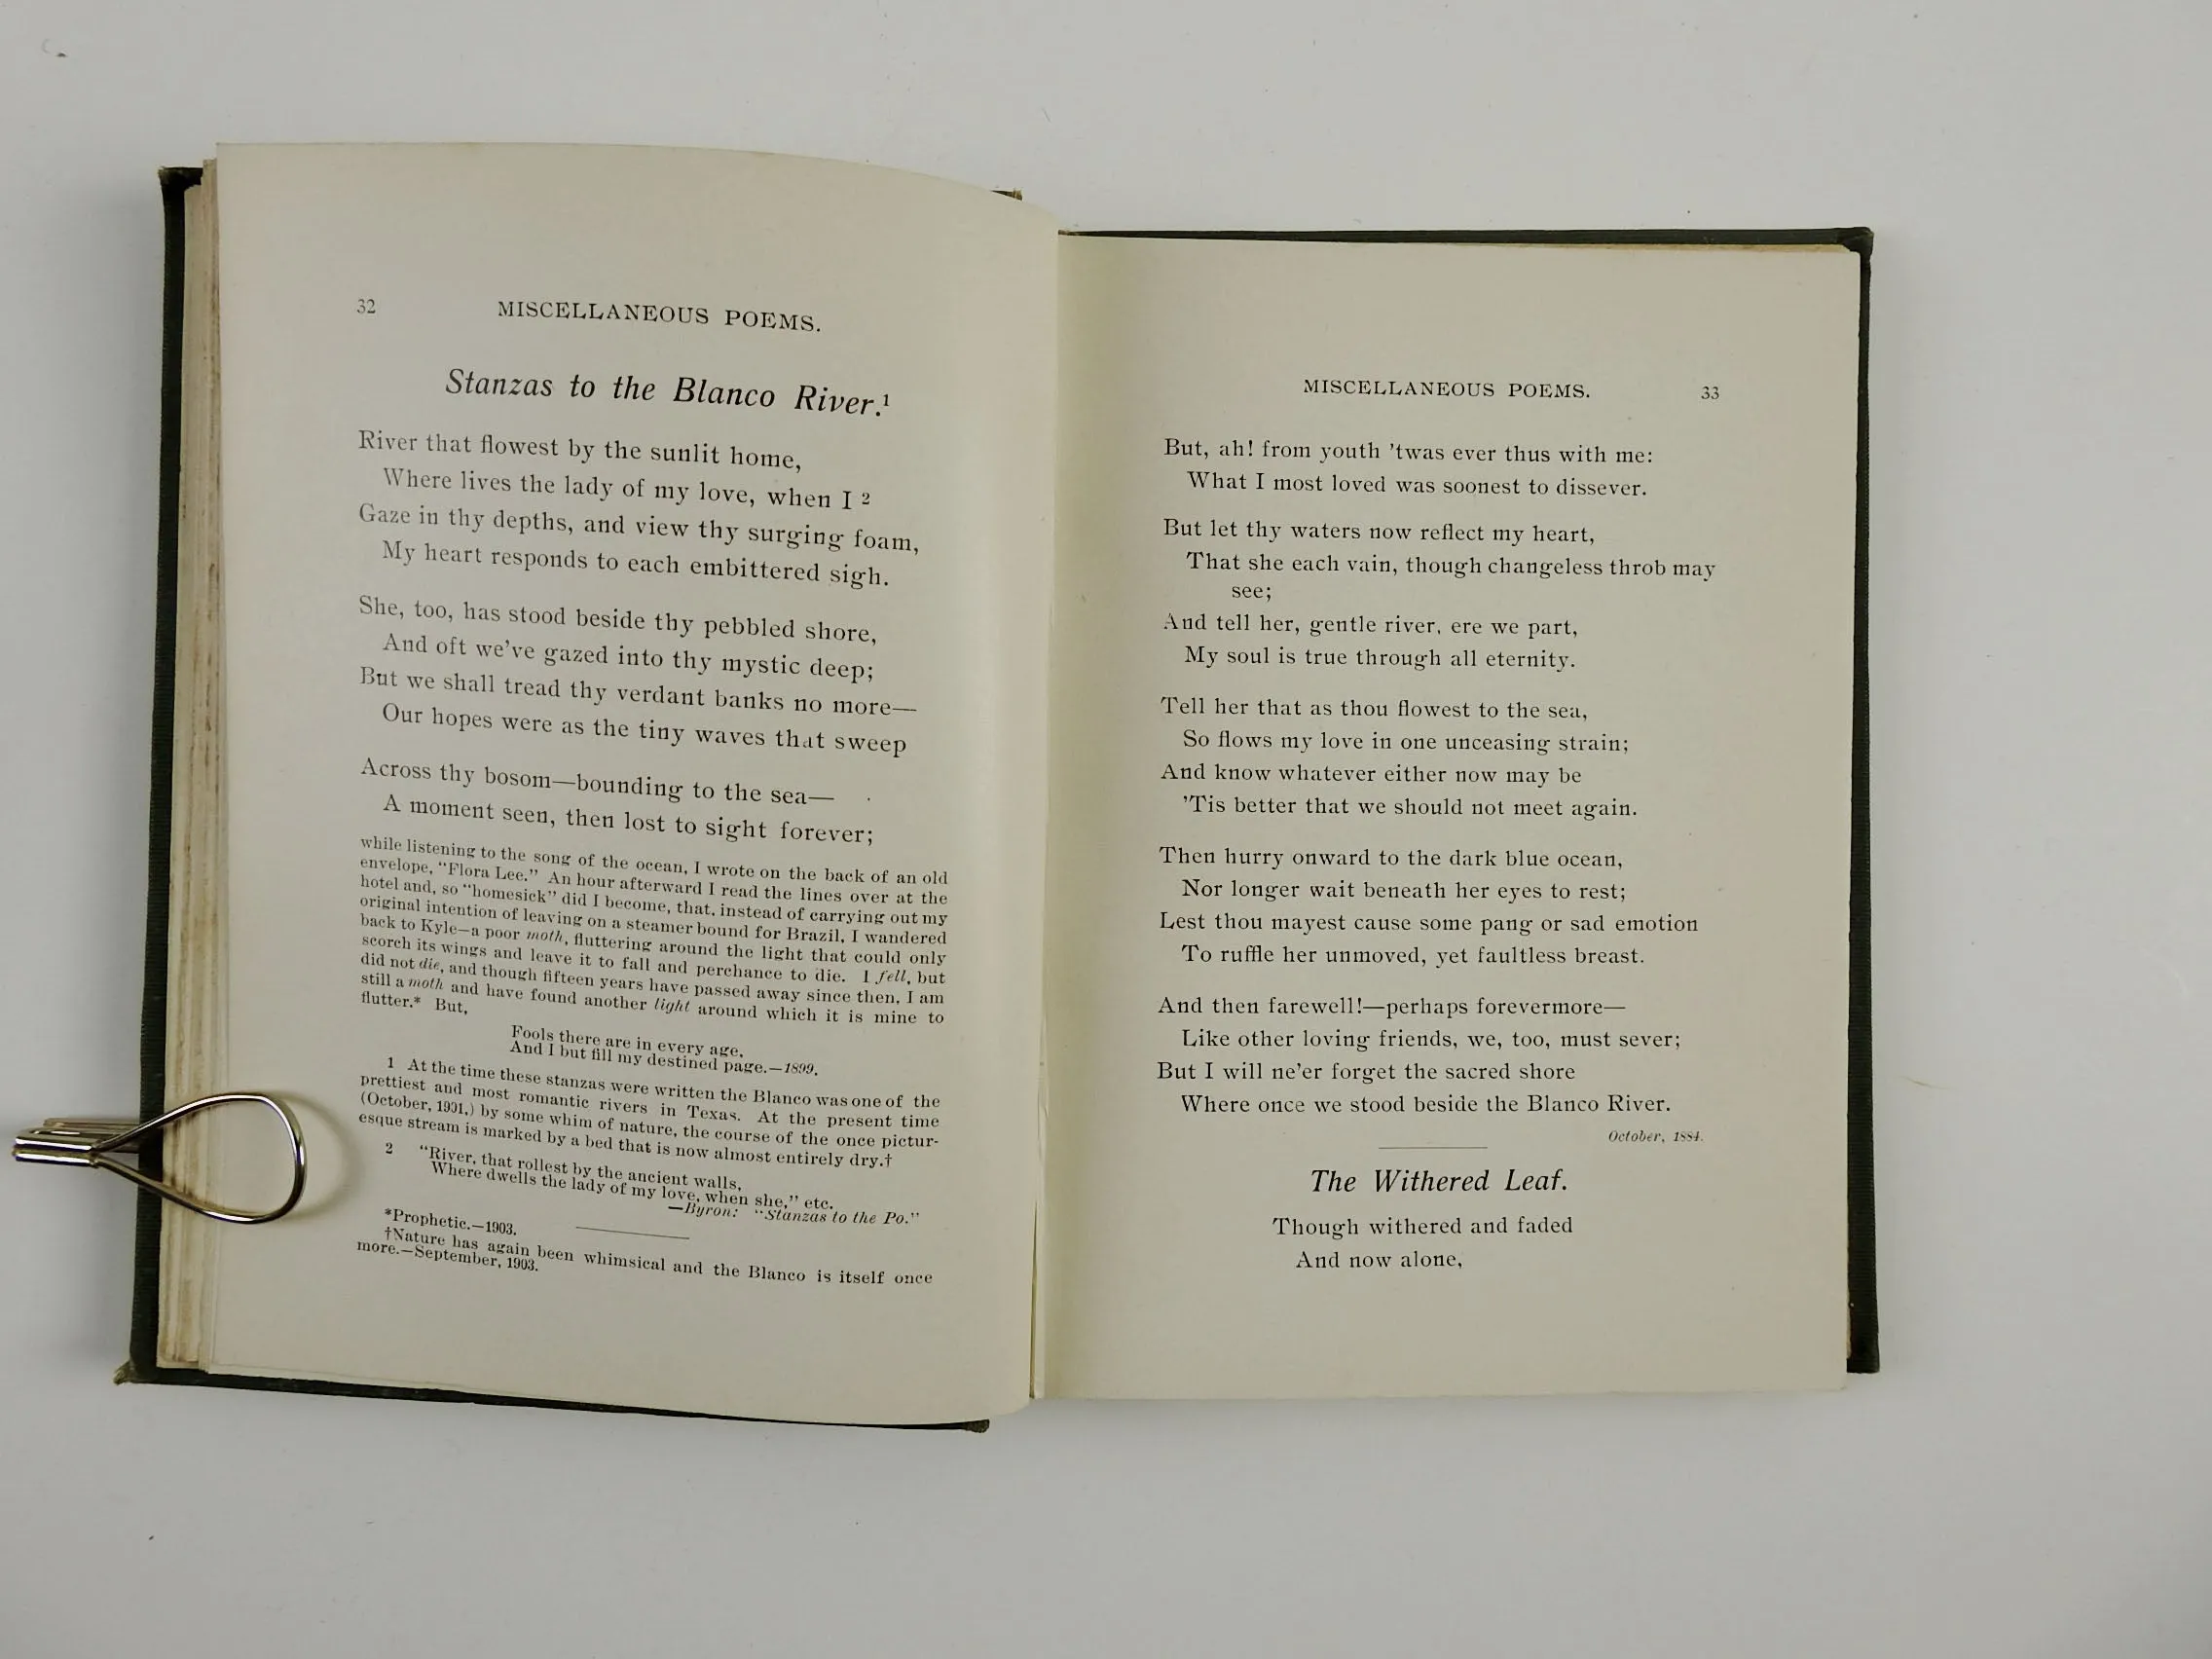 32 MISCELLANEOUS POEMS.
Stanzas to the Blanco River.¹
River that flowest by the sunlit home,
Where lives the lady of my love, when I 2
Gaze in thy depths, and view thy surging foam,
My heart responds to each embittered sigh.
She, too, has stood beside thy pebbled shore,
And oft we've gazed into thy mystic deep;
But we shall tread thy verdant banks no more—
Our hopes were as the tiny waves that sweep
Across thy bosom—bounding to the sea—
A moment seen, then lost to sight forever;
while listening to the song of the ocean, I wrote on the back of an old
envelope, "Flora Lee." An hour afterward I read the lines over at the
hotel and, so "homesick" did I become, that, instead of carrying out my
original intention of leaving on a steamer bound for Brazil, I wandered
back to Kyle—a poor moth, fluttering around the light that could only
scorch its wings and leave it to fall and perchance to die. I fell, but
did not die, and though fifteen years have passed away since then, I am
still a moth and have found another light around which it is mine to
flutter.* But,
Fools there are in every age,
And I but fill my destined page.—1899.
1 At the time these stanzas were written the Blanco was one of the
prettiest and most romantic rivers in Texas. At the present time
(October, 1901,) by some whim of nature, the course of the once pictur-
esque stream is marked by a bed that is now almost entirely dry.†
2 "River, that rollest by the ancient walls,
Where dwells the lady of my love, when she," etc.
—Byron: "Stanzas to the Po."
*Prophetic.—1903.
†Nature has again been whimsical and the Blanco is itself once
more.—September, 1903.
MISCELLANEOUS POEMS. 33
But, ah! from youth 'twas ever thus with me:
What I most loved was soonest to dissever.
But let thy waters now reflect my heart,
That she each vain, though changeless throb may
see;
And tell her, gentle river, ere we part,
My soul is true through all eternity.
Tell her that as thou flowest to the sea,
So flows my love in one unceasing strain;
And know whatever either now may be
'Tis better that we should not meet again.
Then hurry onward to the dark blue ocean,
Nor longer wait beneath her eyes to rest;
Lest thou mayest cause some pang or sad emotion
To ruffle her unmoved, yet faultless breast.
And then farewell!—perhaps forevermore—
Like other loving friends, we, too, must sever;
But I will ne'er forget the sacred shore
Where once we stood beside the Blanco River.
October, 1884.
The Withered Leaf.
Though withered and faded
And now alone,